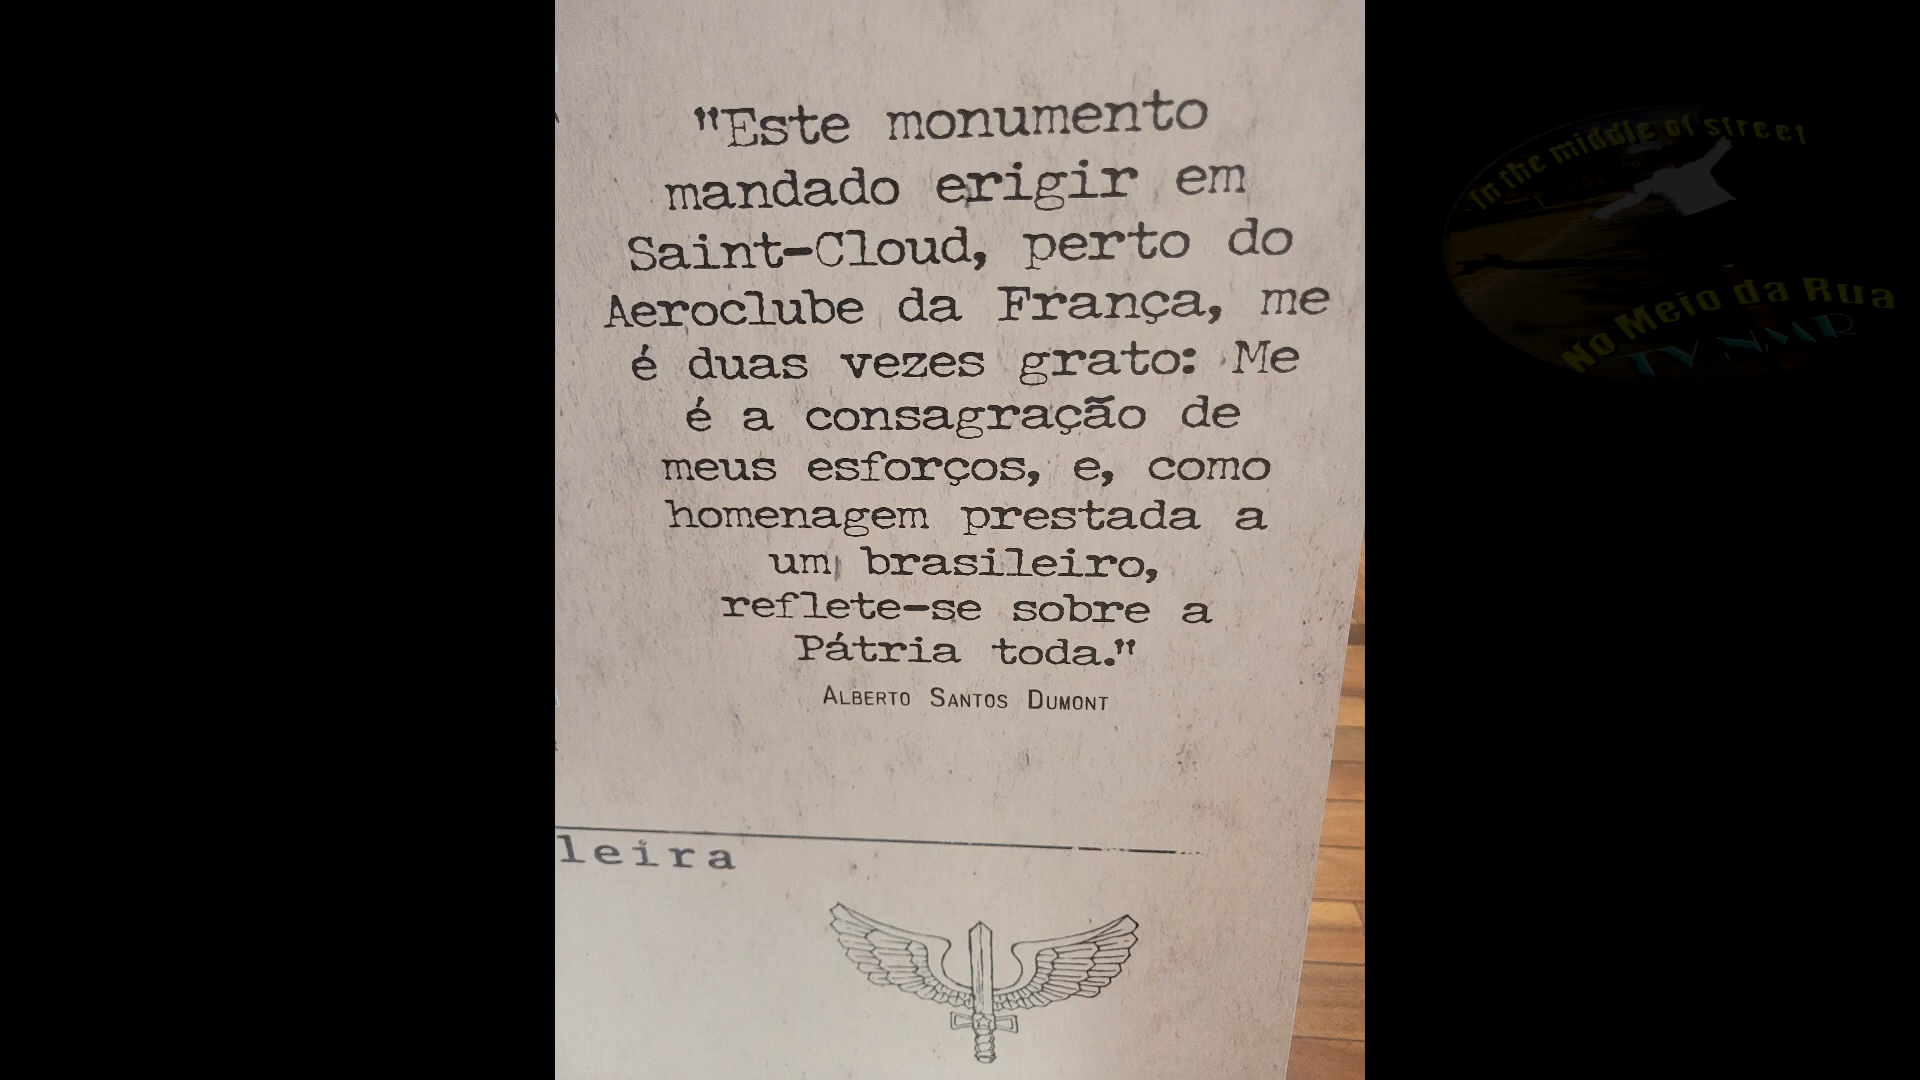 "Este monumento
mandado erigir em
Saint-Cloud, perto do
Aeroclube da França, me
é duas vezes grato: Me
é a consagração de
meus esforços, e, como
homenagem prestada a
um brasileiro,
reflete-se sobre a
Pátria toda."
Alberto Santos Dumont
leira
In the middle of street
No Meio da Rua
TV NMR